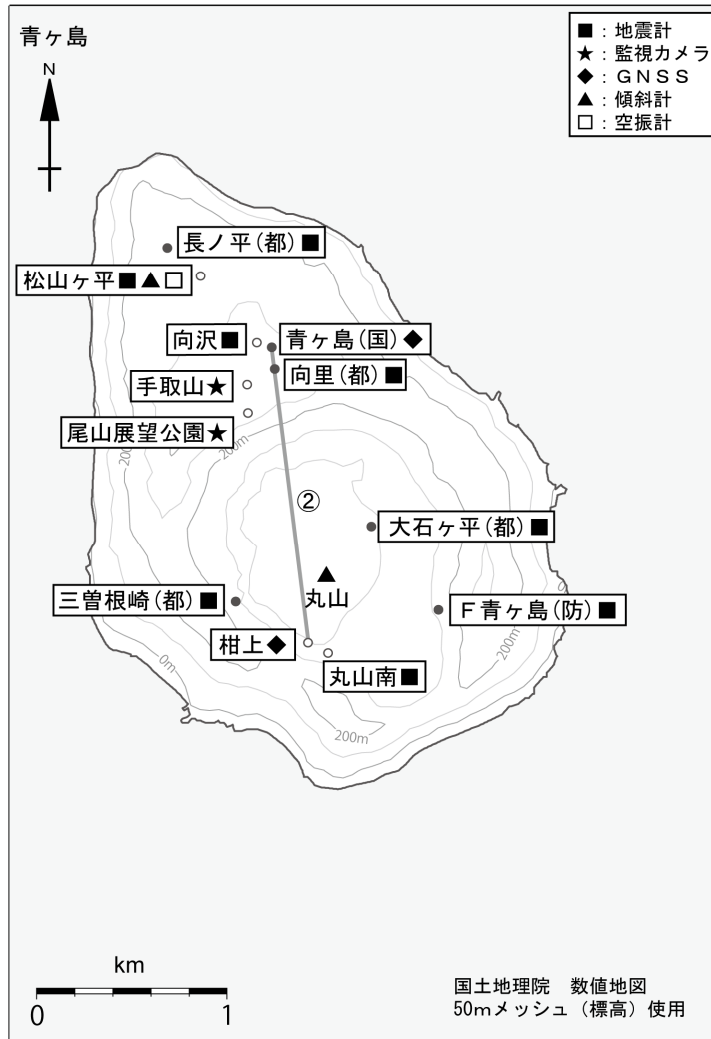 青ヶ島
N
■：地震計
★：監視カメラ
◆：ＧＮＳＳ
▲：傾斜計
□：空振計
長ノ平(都)■
松山ヶ平■▲□
向沢■
青ヶ島(国)◆
向里(都)■
手取山★
尾山展望公園★
200m
200m
②
大石ヶ平(都)■
丸山
三曽根崎(都)■
Ｆ青ヶ島(防)■
柑上◆
丸山南■
200m
0m
200m
km
0 1
国土地理院　数値地図
50mメッシュ（標高）使用